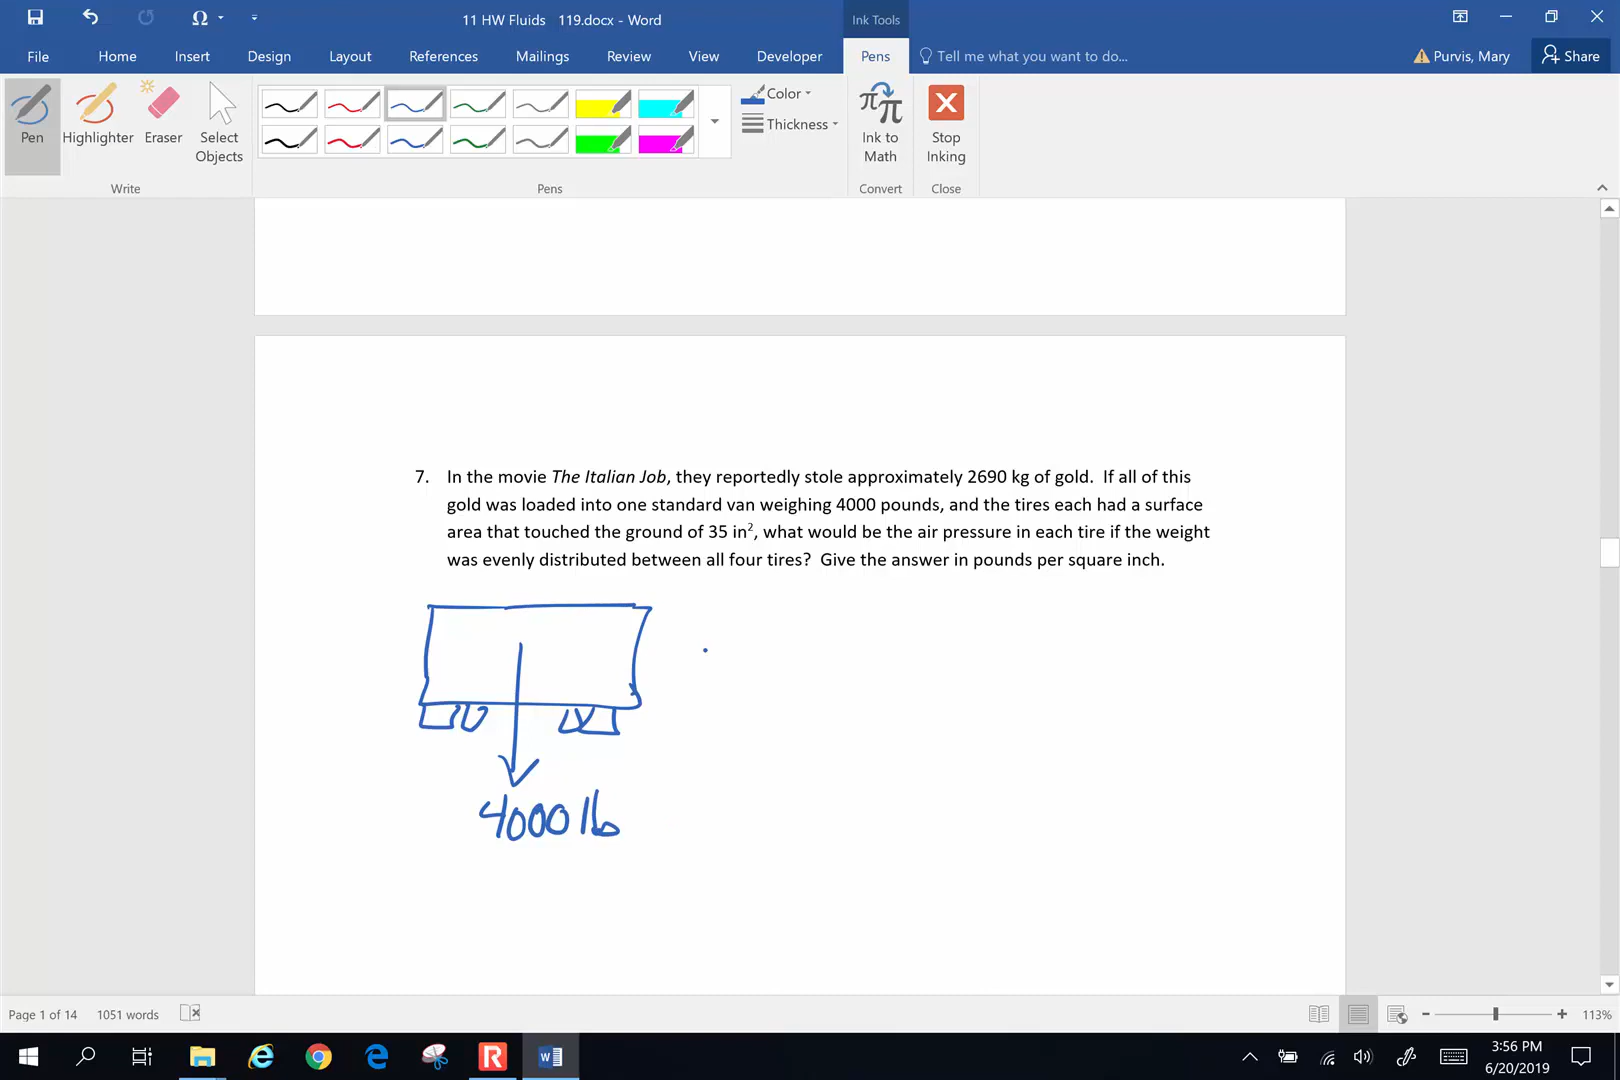 11 HW Fluids 119.docx - Word
Ink Tools
File
Home
Insert
Design
Layout
References
Mailings
Review
View
Developer
Pens
Tell me what you want to do...
Purvis, Mary
Share
Pen
Highlighter
Eraser
Select Objects
Color
Thickness
Ink to Math
Stop Inking
Write
Pens
Convert
Close
7. In the movie The Italian Job, they reportedly stole approximately 2690 kg of gold. If all of this
gold was loaded into one standard van weighing 4000 pounds, and the tires each had a surface
area that touched the ground of 35 in², what would be the air pressure in each tire if the weight
was evenly distributed between all four tires? Give the answer in pounds per square inch.
4000 lb
Page 1 of 14
1051 words
113%
3:56 PM
6/20/2019